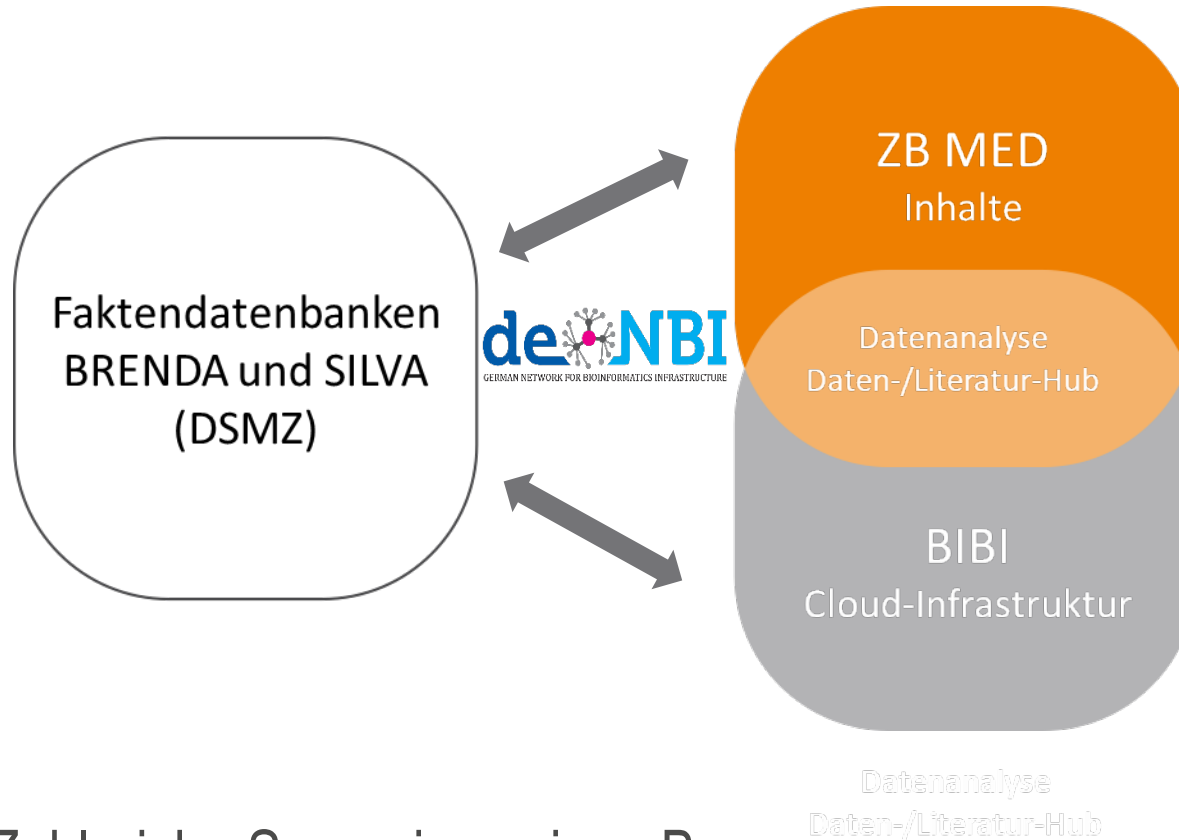 Faktendatenbanken
BRENDA und SILVA
(DSMZ)
de.NBI
GERMAN NETWORK FOR BIOINFORMATICS INFRASTRUCTURE
ZB MED
Inhalte
Datenanalyse
Daten-/Literatur-Hub
BIBI
Cloud-Infrastruktur
Datenanalyse
Daten-/Literatur-Hub